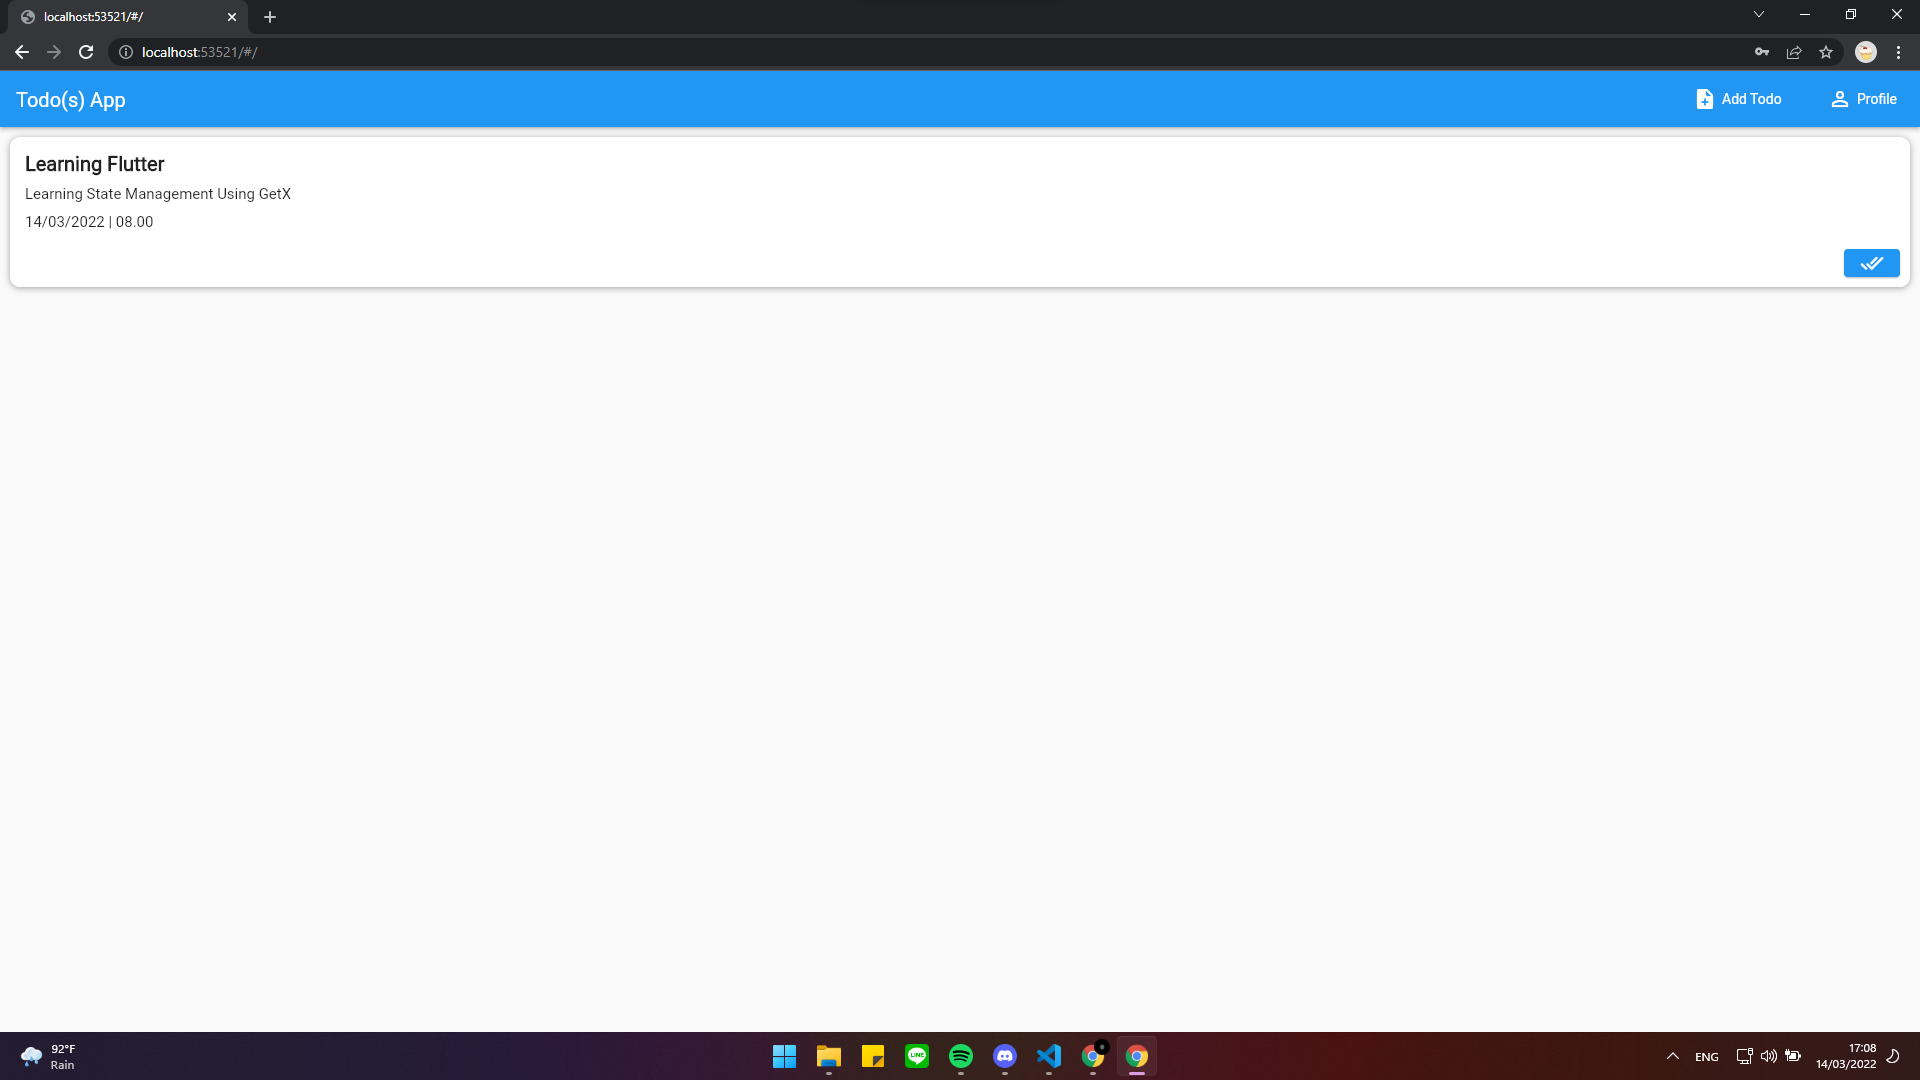 localhost:53521/#/
localhost:53521/#/
Todo(s) App
Add Todo
Profile
Learning Flutter
Learning State Management Using GetX
14/03/2022 | 08.00
92°F
Rain
LINE
ENG
17:08
14/03/2022